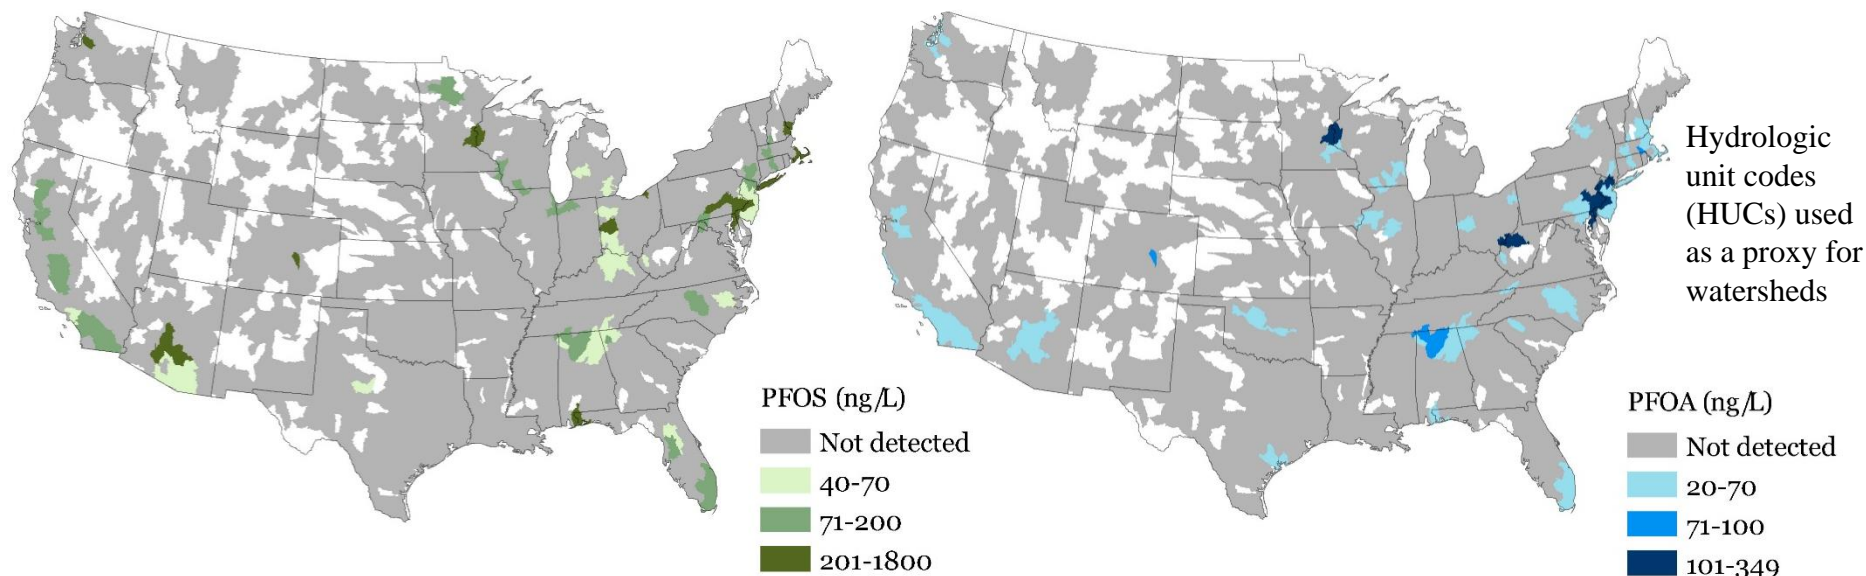 PFOS (ng/L)
Not detected
40-70
71-200
201-1800
PFOA (ng/L)
Not detected
20-70
71-100
101-349
Hydrologic
unit codes
(HUCs) used
as a proxy for
watersheds